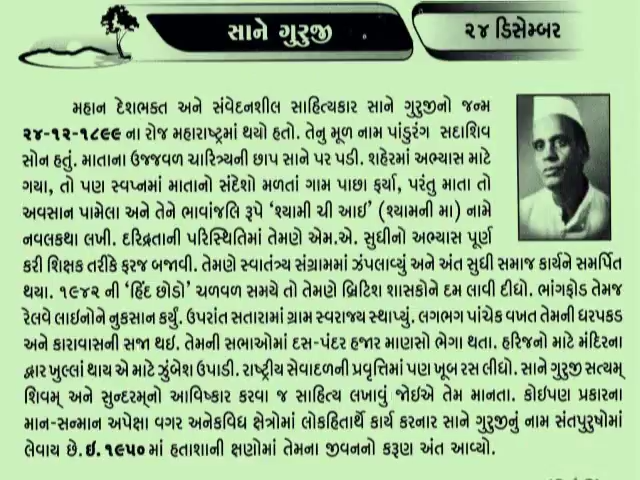 સાને ગુરુજી
૨૪ ડિસેમ્બર
મહાન દેશભક્ત અને સંવેદનશીલ સાહિત્યકાર સાને ગુરુજીનો જન્મ
૨૪-૧૨-૧૮૯૯ ના રોજ મહારાષ્ટ્રમાં થયો હતો. તેનુ મૂળ નામ પાંડુરંગ સદાશિવ
સોન હતું. માતાના ઉજ્જવળ ચારિત્ર્યની છાપ સાને પર પડી. શહેરમાં અભ્યાસ માટે
ગયા, તો પણ સ્વપ્નમાં માતાનો સંદેશો મળતાં ગામ પાછા ફર્યા, પરંતુ માતા તો
અવસાન પામેલા અને તેને ભાવાંજલિ રૂપે ‘શ્યામી ચી આઈ’ (શ્યામની મા) નામે
નવલકથા લખી. દરિદ્રતાની પરિસ્થિતિમાં તેમણે એમ.એ. સુધીનો અભ્યાસ પૂર્ણ
કરી શિક્ષક તરીકે ફરજ બજાવી. તેમણે સ્વાતંત્ર્ય સંગ્રામમાં ઝંપલાવ્યું અને અંત સુધી સમાજ કાર્યને સમર્પિત
થયા. ૧૯૪૨ ની ‘હિંદ છોડો’ ચળવળ સમયે તો તેમણે બ્રિટિશ શાસકોને દમ લાવી દીધો. ભાંગફોડ તેમજ
રેલવે લાઇનોને નુકસાન કર્યું. ઉપરાંત સતારામાં ગ્રામ સ્વરાજ્ય સ્થાપ્યું. લગભગ પાંચેક વખત તેમની ધરપકડ
અને કારાવાસની સજા થઇ. તેમની સભાઓમાં દસ-પંદર હજાર માણસો ભેગા થતા. હરિજનો માટે મંદિરના
દ્વાર ખુલ્લાં થાય એ માટે ઝુંબેશ ઉપાડી. રાષ્ટ્રીય સેવાદળની પ્રવૃત્તિમાં પણ ખૂબ રસ લીધો. સાને ગુરુજી સત્યમ્
શિવમ્ અને સુન્દરમ્‌નો આવિષ્કાર કરવા જ સાહિત્ય લખાવું જોઈએ તેમ માનતા. કોઇપણ પ્રકારના
માન-સન્માન અપેક્ષા વગર અનેકવિધ ક્ષેત્રોમાં લોકહિતાર્થે કાર્ય કરનાર સાને ગુરુજીનું નામ સંતપુરુષોમાં
લેવાય છે. ઇ. ૧૯૫૦ માં હતાશાની ક્ષણોમાં તેમના જીવનનો કરૂણ અંત આવ્યો.